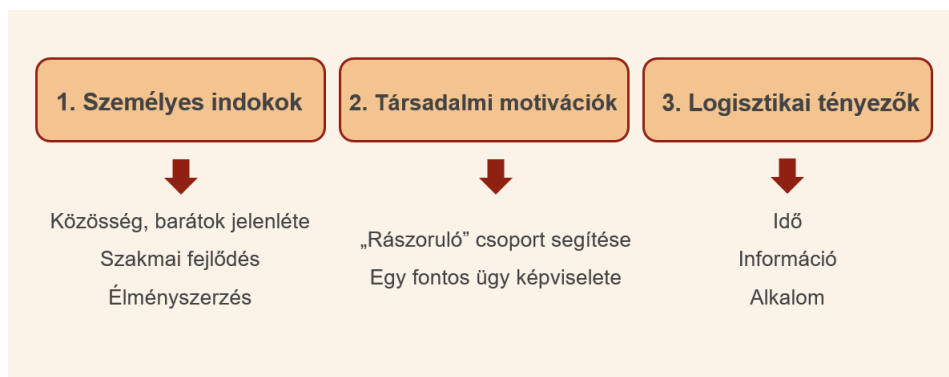 1. Személyes indokok
Közösség, barátok jelenléte
Szakmai fejlődés
Élményszerzés
2. Társadalmi motivációk
„Rászoruló” csoport segítése
Egy fontos ügy képviselete
3. Logisztikai tényezők
Idő
Információ
Alkalom